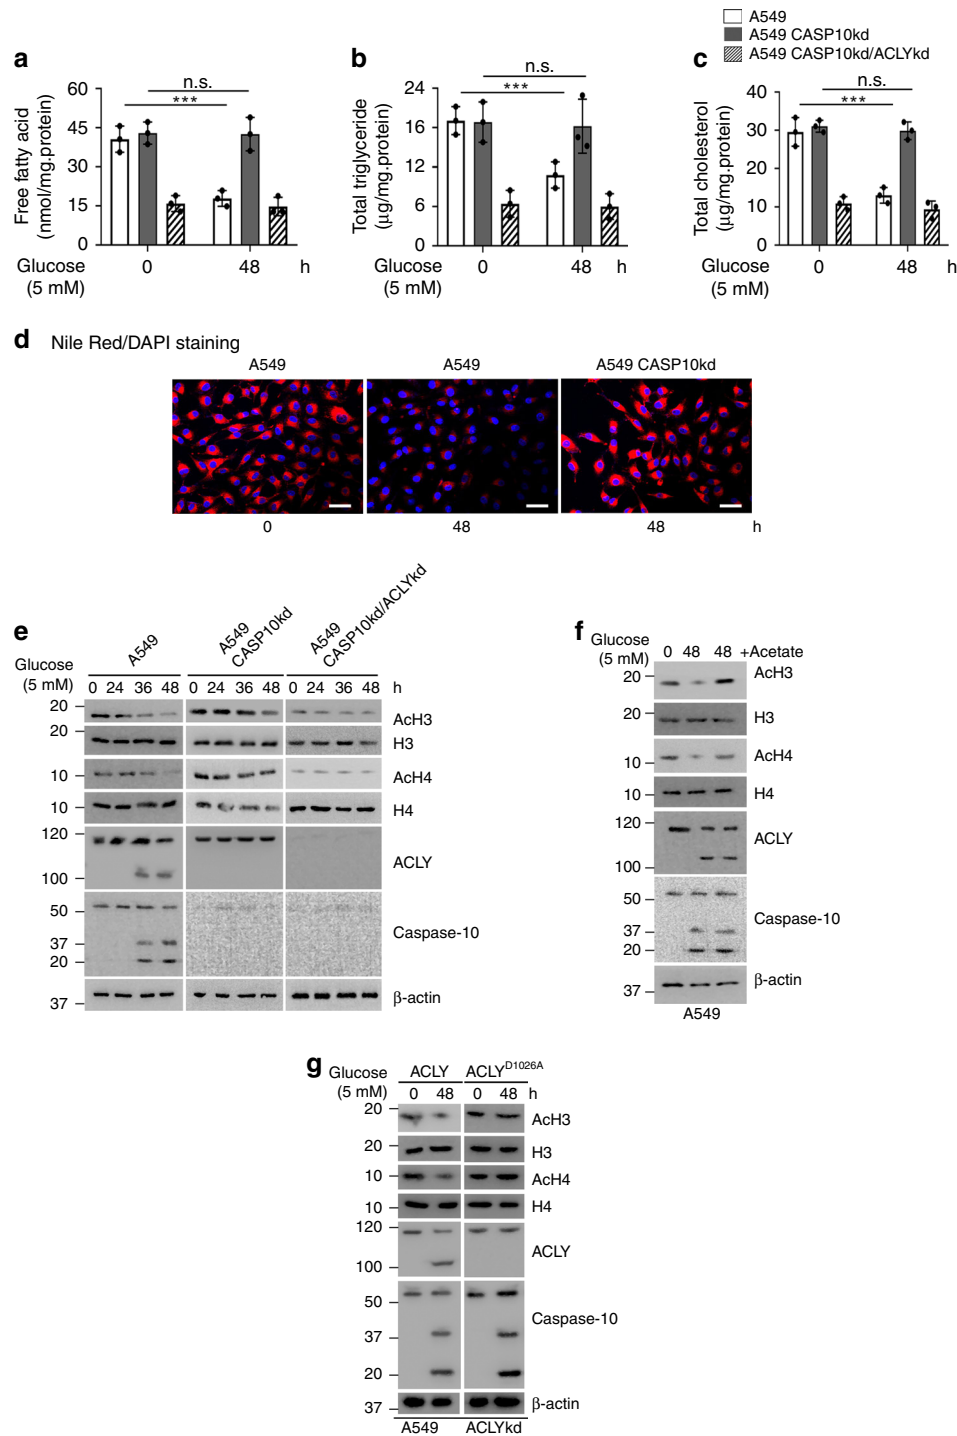 A549
A549 CASP10kd
A549 CASP10kd/ACLYkd
a
n.s.
***
60
45
30
15
0
Free fatty acid
(nmol/mg.protein)
Glucose
(5 mM)
0
48
h
b
n.s.
***
24
16
12
8
0
Total triglyceride
(μg/mg.protein)
Glucose
(5 mM)
0
48
h
c
n.s.
***
40
30
20
10
0
Total cholesterol
(μg/mg.protein)
Glucose
(5 mM)
0
48
h
d Nile Red/DAPI staining
A549
A549
A549 CASP10kd
0
48
48
h
e
A549
A549
CASP10kd
A549
CASP10kd/ACLYkd
Glucose
(5 mM)
0 24 36 48
0 24 36 48
0 24 36 48
h
20
AcH3
20
H3
10
AcH4
10
H4
120
ACLY
100
50
Caspase-10
37
20
37
β-actin
f
Glucose
(5 mM)
0 48 48 +Acetate
20
AcH3
20
H3
10
AcH4
10
H4
120
ACLY
100
50
Caspase-10
37
20
37
β-actin
A549
g
Glucose
(5 mM)
ACLY
ACLYD1026A
0 48
0 48
h
20
AcH3
20
H3
10
AcH4
10
H4
120
ACLY
100
50
Caspase-10
37
20
37
β-actin
A549
ACLYkd